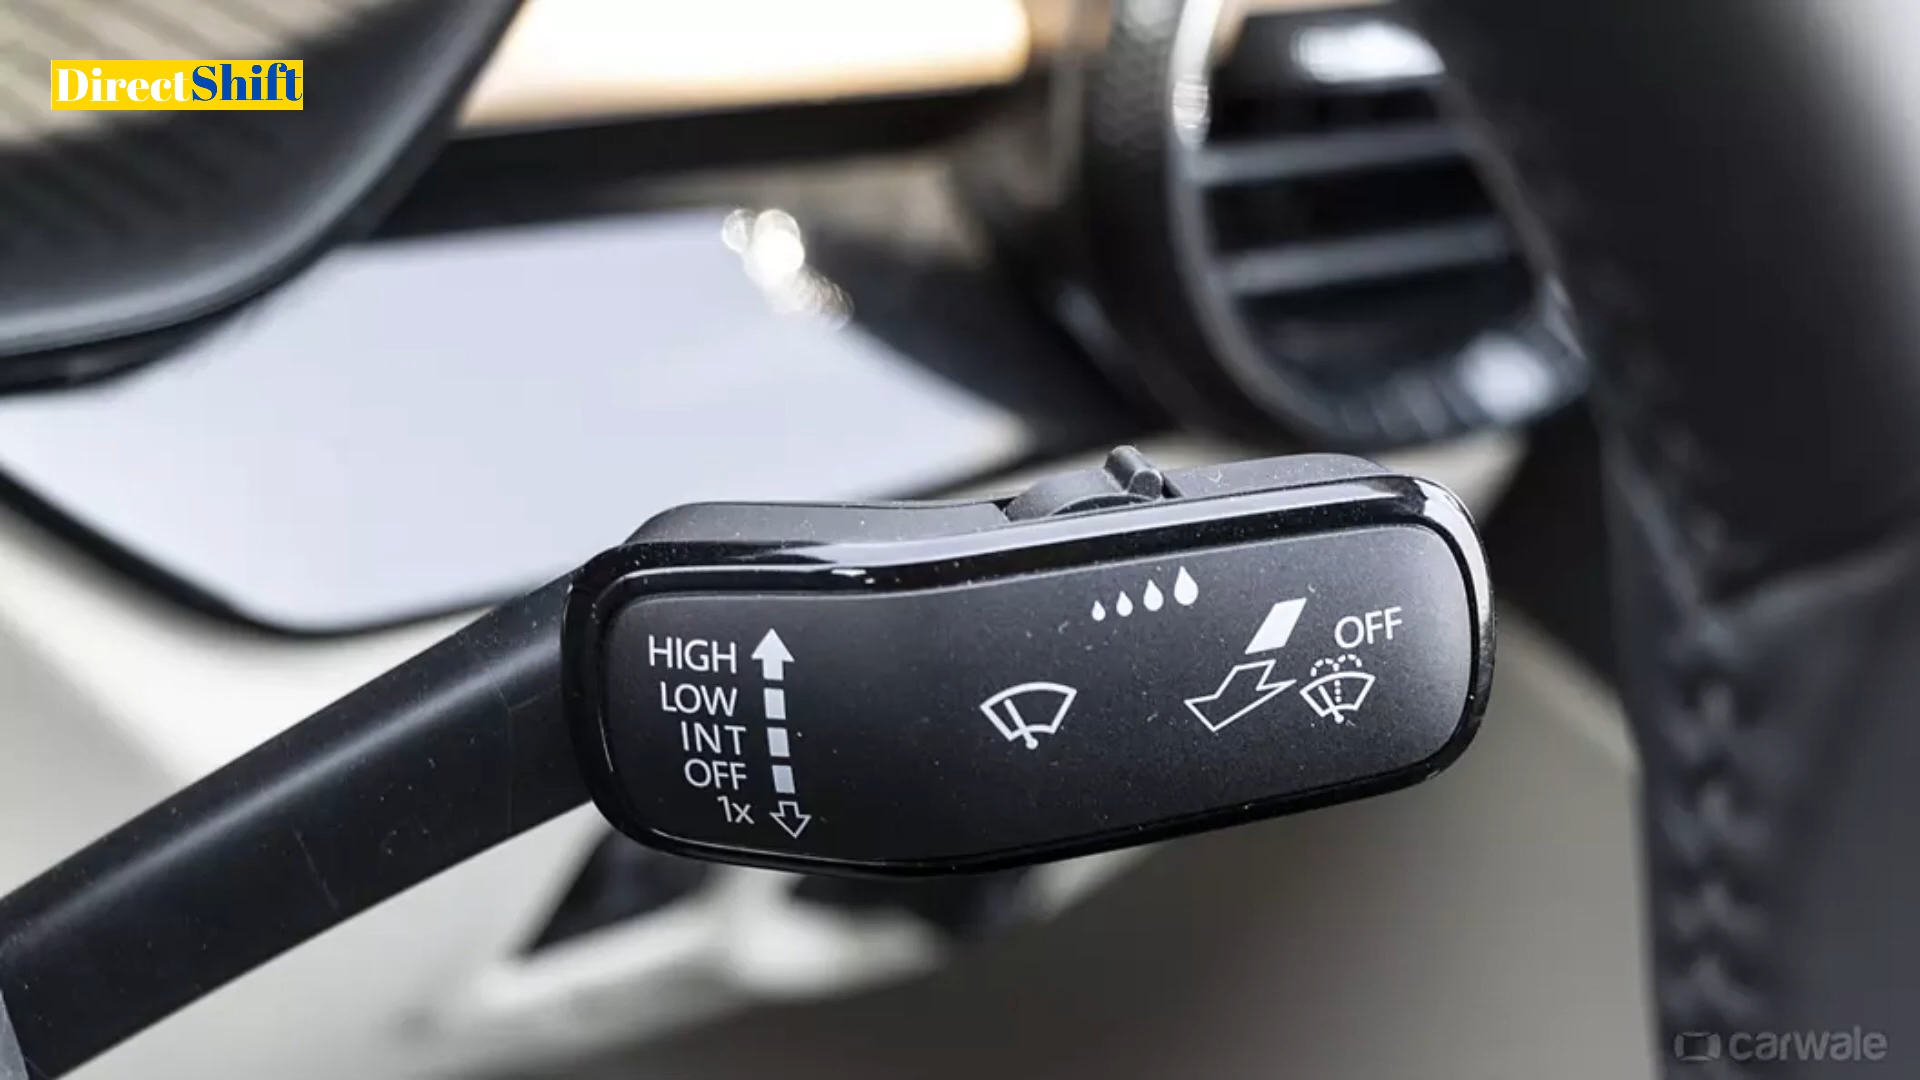 DirectShift
HIGH
LOW
INT
OFF
1x
OFF
carwale